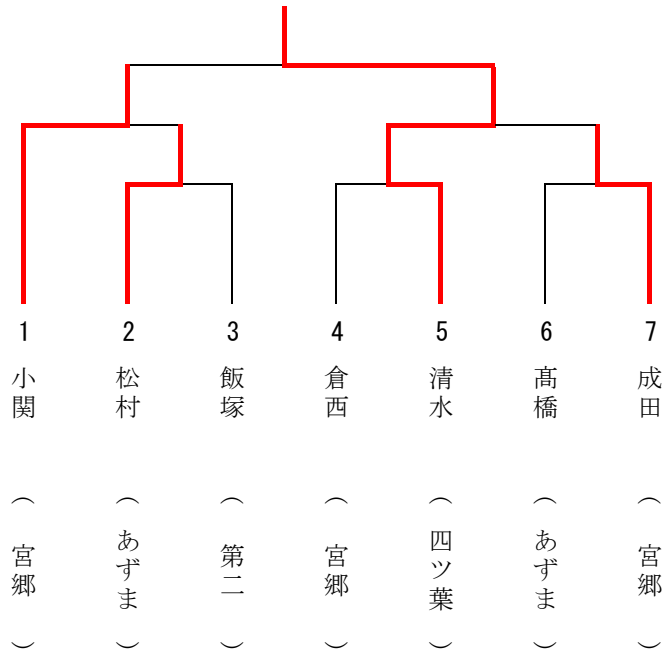 1 2 3 4 5 6 7
小関 （宮郷）
松村 （あずま）
飯塚 （第二）
倉西 （宮郷）
清水 （四ツ葉）
髙橋 （あずま）
成田 （宮郷）